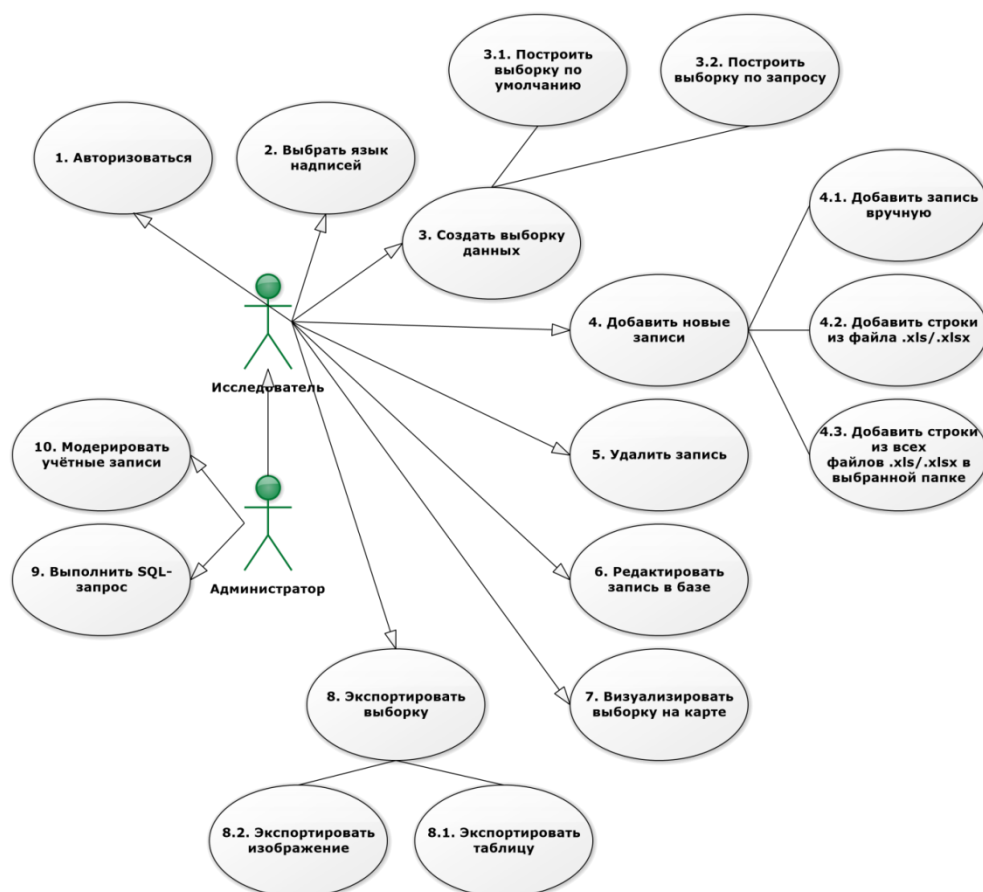 3.1. Построить
выборку по
умолчанию
3.2. Построить
выборку по запросу
1. Авторизоваться
2. Выбрать язык
надписей
3. Создать выборку
данных
4.1. Добавить запись
вручную
4. Добавить новые
записи
4.2. Добавить строки
из файла .xls/.xlsx
Исследователь
4.3. Добавить строки
из всех
файлов .xls/.xlsx в
выбранной папке
10. Модерировать
учётные записи
5. Удалить запись
9. Выполнить SQL-
запрос
Администратор
6. Редактировать
запись в базе
8. Экспортировать
выборку
7. Визуализировать
выборку на карте
8.2. Экспортировать
изображение
8.1. Экспортировать
таблицу